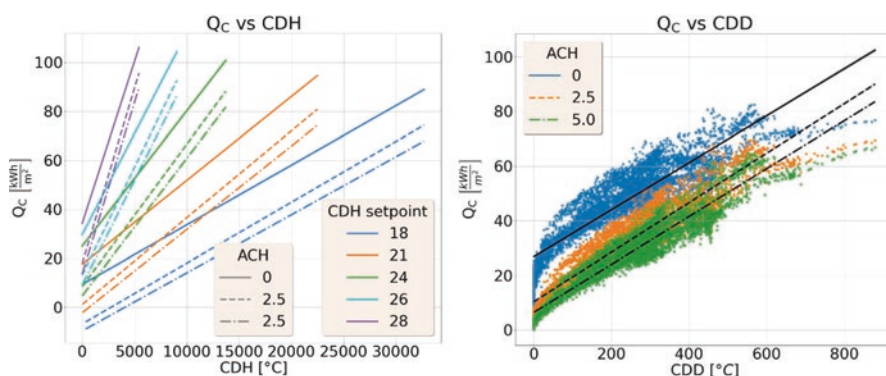 Q_C vs CDH
100
80
60
40
20
0
Q_C [kWh/m²]
ACH
0
2.5
2.5
CDH setpoint
18
21
24
26
28
0 5000 10000 15000 20000 25000 30000
CDH [°C]
Q_C vs CDD
100
80
60
40
20
0
Q_C [kWh/m²]
ACH
0
2.5
5.0
0 200 400 600 800
CDD [°C]